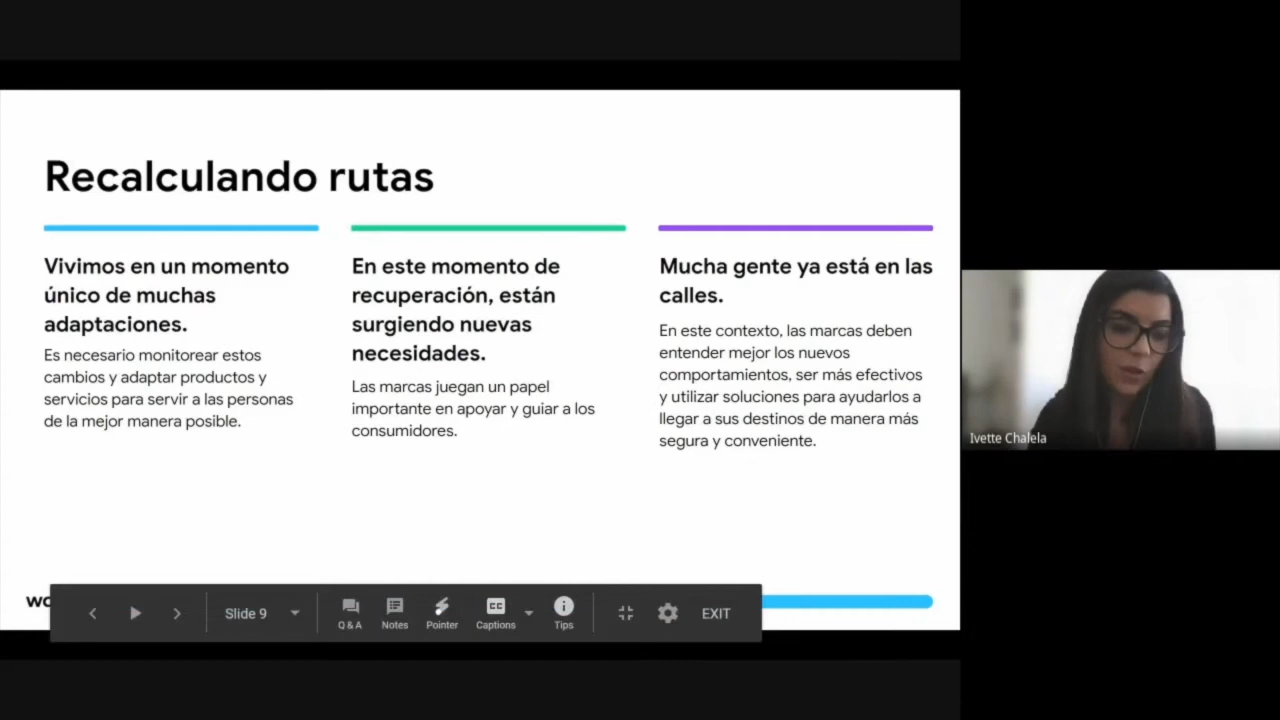 Recalculando rutas
Vivimos en un momento
único de muchas
adaptaciones.
Es necesario monitorear estos
cambios y adaptar productos y
servicios para servir a las personas
de la mejor manera posible.
En este momento de
recuperación, están
surgiendo nuevas
necesidades.
Las marcas juegan un papel
importante en apoyar y guiar a los
consumidores.
Mucha gente ya está en las
calles.
En este contexto, las marcas deben
entender mejor los nuevos
comportamientos, ser más efectivos
y utilizar soluciones para ayudarlos a
llegar a sus destinos de manera más
segura y conveniente.
Ivette Chalela
Slide 9
Q & A
Notes
Pointer
CC
Captions
Tips
EXIT